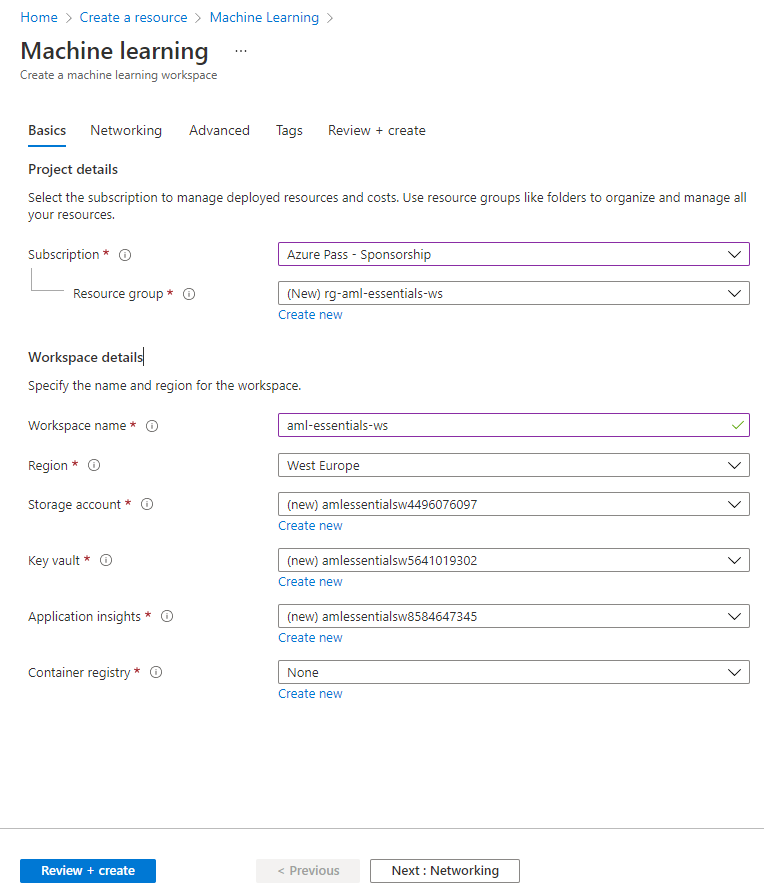 Home > Create a resource > Machine Learning >
Machine learning ...
Create a machine learning workspace
Basics Networking Advanced Tags Review + create
Project details
Select the subscription to manage deployed resources and costs. Use resource groups like folders to organize and manage all
your resources.
Subscription * Azure Pass - Sponsorship
Resource group * (New) rg-aml-essentials-ws
Create new
Workspace details
Specify the name and region for the workspace.
Workspace name * aml-essentials-ws
Region * West Europe
Storage account * (new) amlessentialsw4496076097
Create new
Key vault * (new) amlessentialsw5641019302
Create new
Application insights * (new) amlessentialsw8584647345
Create new
Container registry * None
Create new
Review + create < Previous Next : Networking